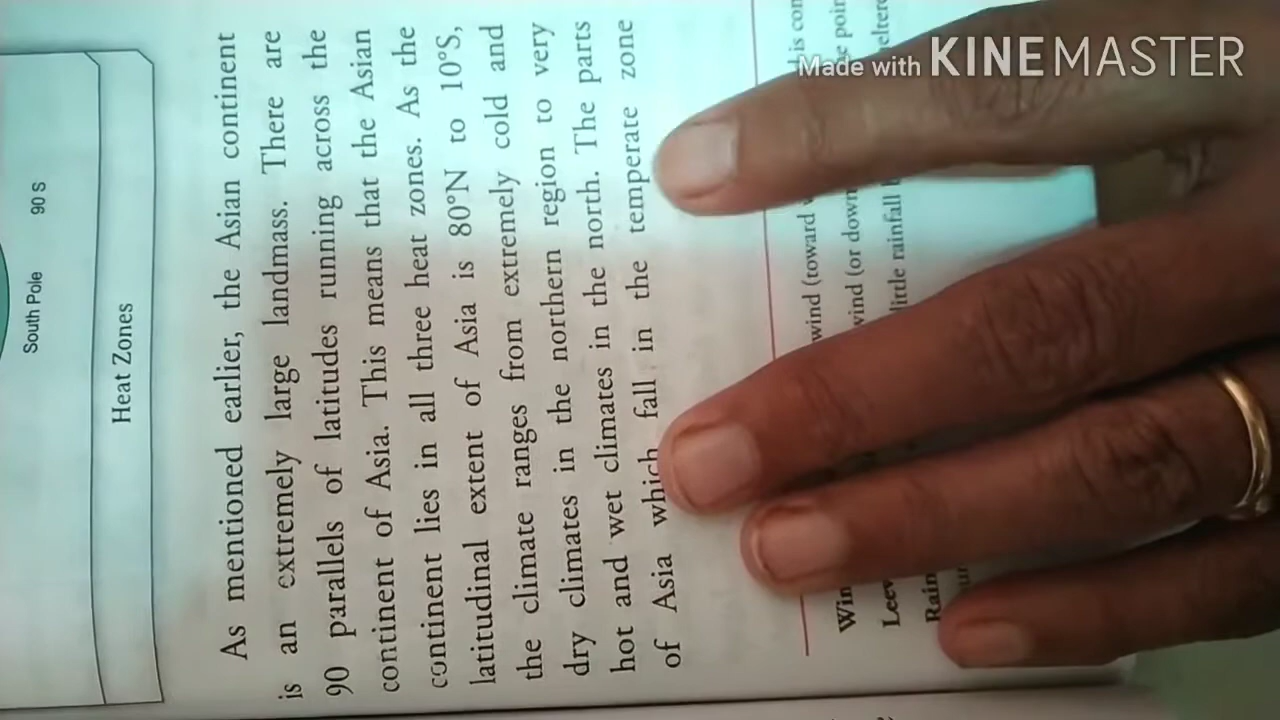 South Pole 90 S
Heat Zones
As mentioned earlier, the Asian continent
is an extremely large landmass. There are
90 parallels of latitudes running across the
continent of Asia. This means that the Asian
continent lies in all three heat zones. As the
latitudinal extent of Asia is 80°N to 10°S,
the climate ranges from extremely cold and
dry climates in the northern region to very
hot and wet climates in the north. The parts
of Asia which fall in the temperate zone
wind (toward
wind (or down
little rainfall
Made with KINEMASTER